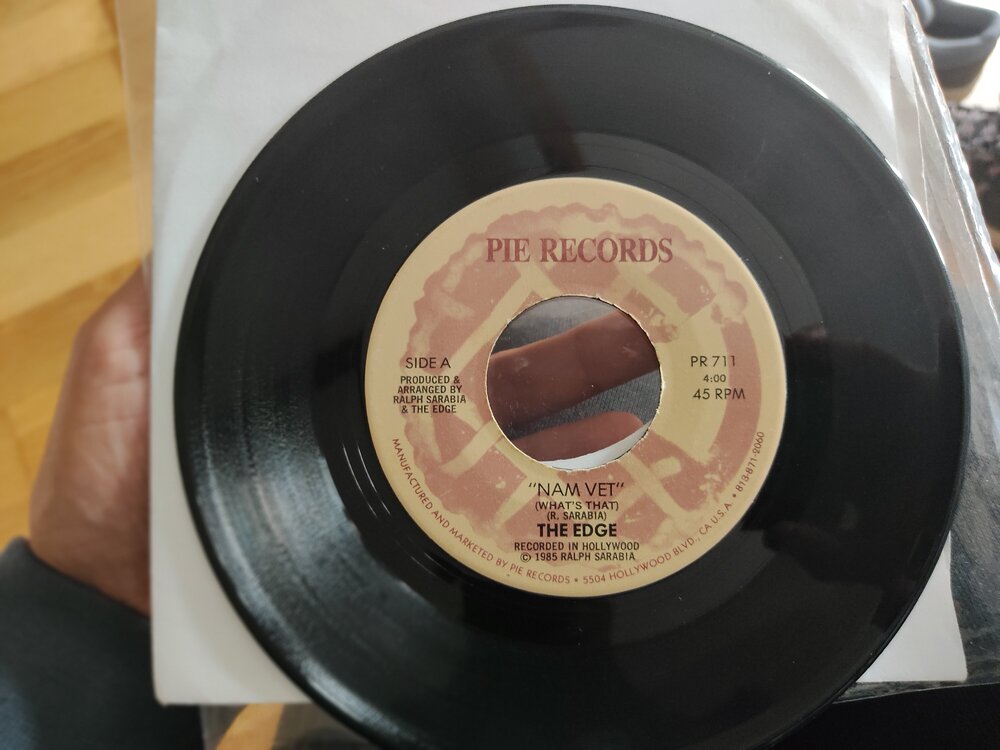 PIE RECORDS
SIDE A
PRODUCED &
ARRANGED BY
RALPH SARABIA
& THE EDGE
PR 711
4:00
45 RPM
"NAM VET"
(WHAT'S THAT)
(R. SARABIA)
THE EDGE
RECORDED IN HOLLYWOOD
© 1985 RALPH SARABIA
MANUFACTURED AND MARKETED BY PIE RECORDS • 5504 HOLLYWOOD BLVD., CA U.S.A. • 813-871-2060